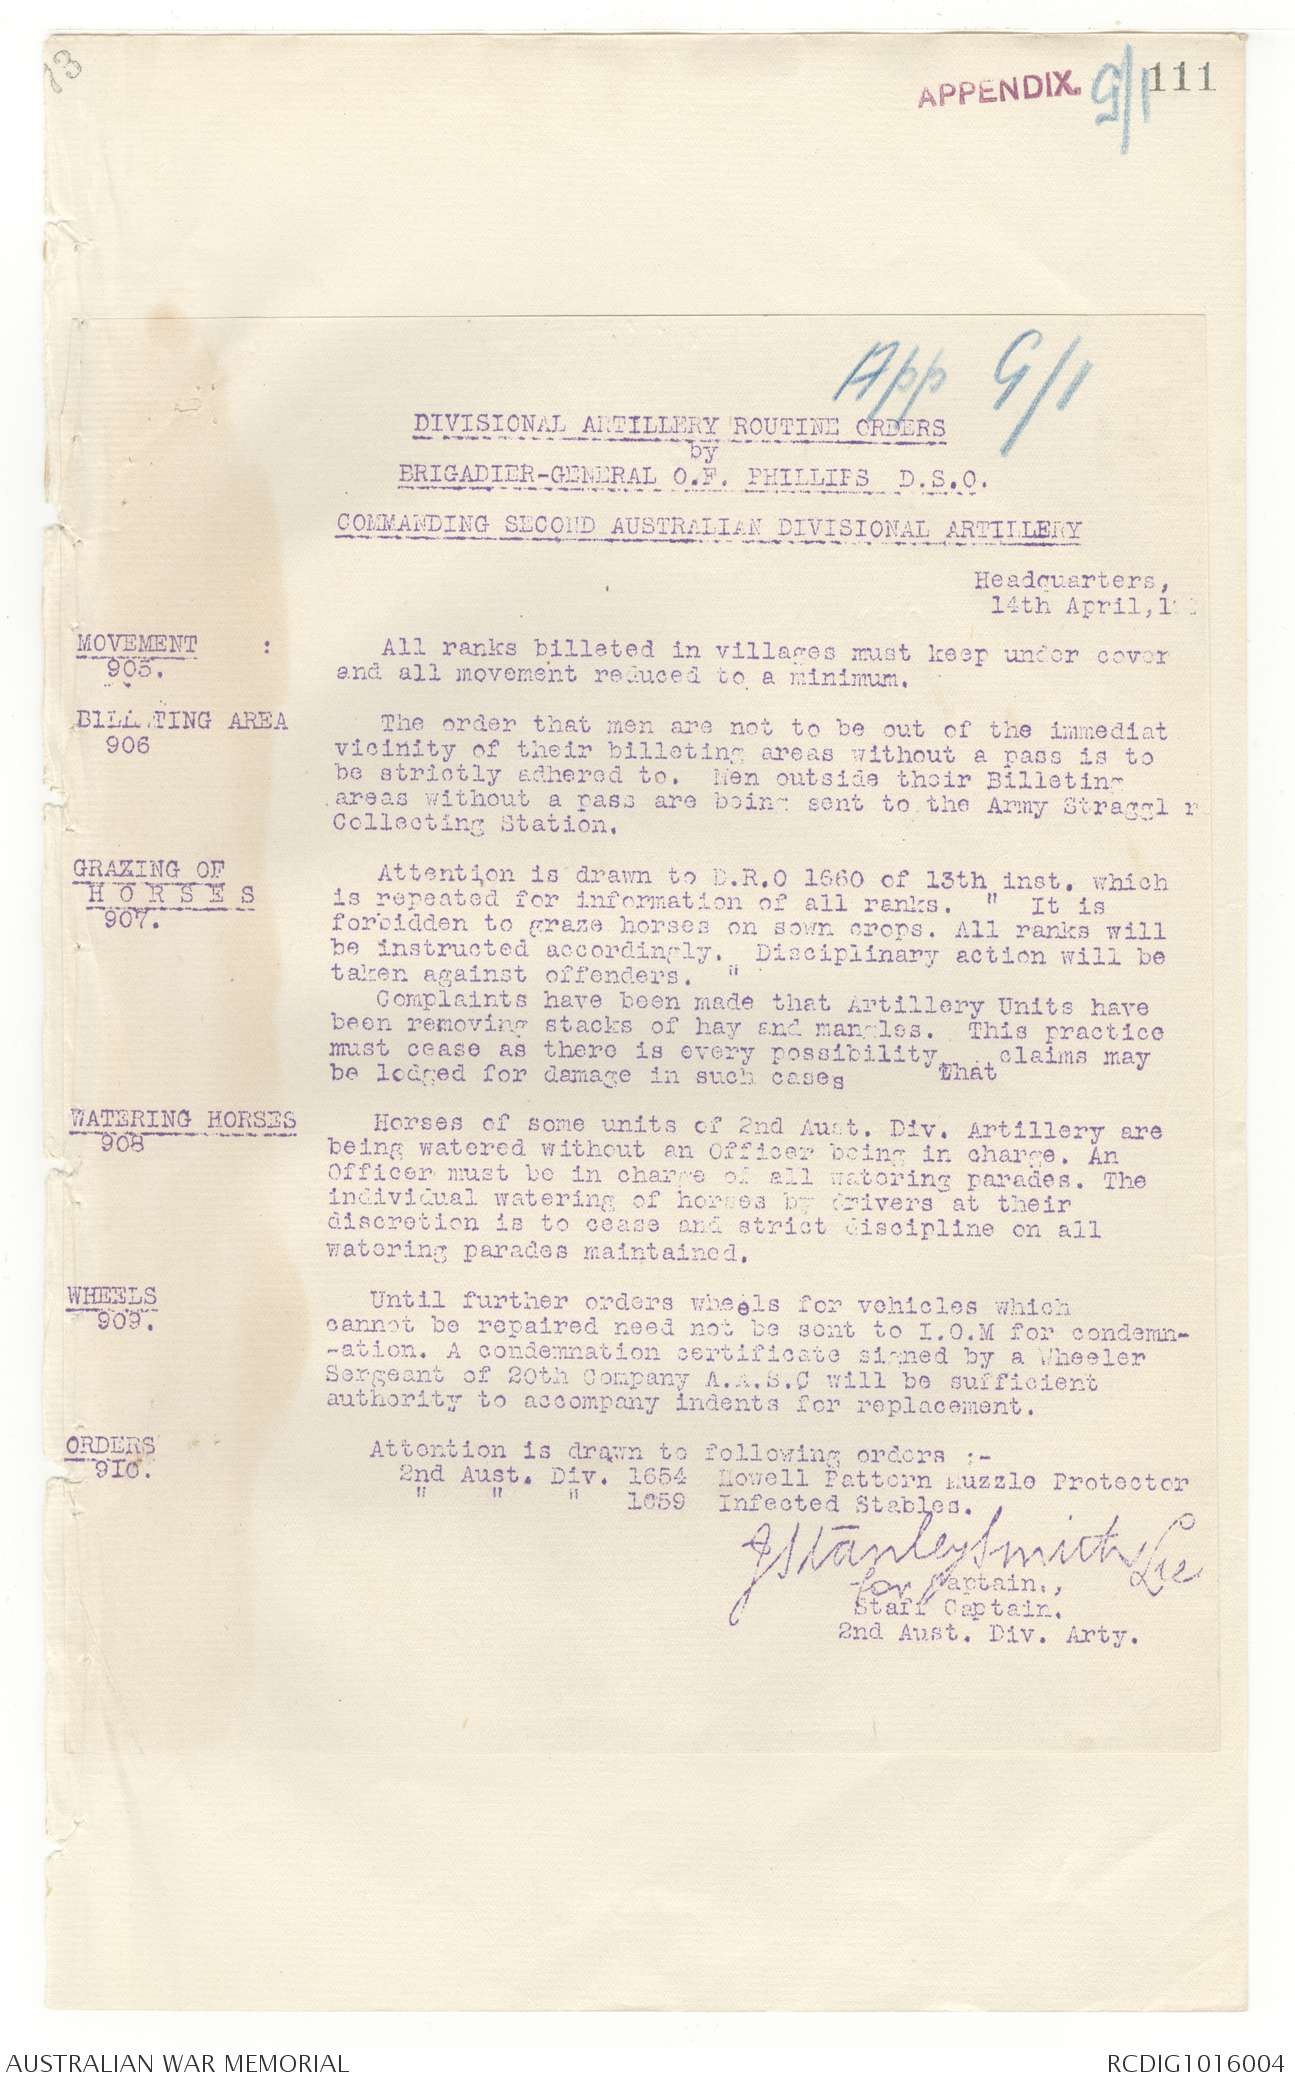 73
APPENDIX. G/1 111
App G/1
DIVISIONAL ARTILLERY ROUTINE ORDERS
by
BRIGADIER-GENERAL O.F. PHILLIPS D.S.O.
COMMANDING SECOND AUSTRALIAN DIVISIONAL ARTILLERY
Headquarters,
14th April,
MOVEMENT : All ranks billeted in villages must keep under cover
905. and all movement reduced to a minimum.
BILLETING AREA The order that men are not to be out of the immediat
906 vicinity of their billeting areas without a pass is to
be strictly adhered to. Men outside their Billeting
areas without a pass are being sent to the Army Straggl r
Collecting Station.
GRAZING OF Attention is drawn to D.R.O 1660 of 13th inst. which
H O R S E S is repeated for information of all ranks. " It is
907. forbidden to graze horses on sown crops. All ranks will
be instructed accordingly. Disciplinary action will be
taken against offenders. "
Complaints have been made that Artillery Units have
been removing stacks of hay and mangles. This practice
must cease as there is every possibility that claims may
be lodged for damage in such cases
WATERING HORSES Horses of some units of 2nd Aust. Div. Artillery are
908 being watered without an Officer being in charge. An
Officer must be in charge of all watering parades. The
individual watering of horses by drivers at their
discretion is to cease and strict discipline on all
watering parades maintained.
WHEELS Until further orders wheels for vehicles which
909. cannot be repaired need not be sent to I.O.M for condemn-
-ation. A condemnation certificate signed by a Wheeler
Sergeant of 20th Company A.A.S.C will be sufficient
authority to accompany indents for replacement.
ORDERS Attention is drawn to following orders :-
910. 2nd Aust. Div. 1654 Howell Pattern Muzzle Protector
" " " 1659 Infected Stables.
JStanleySmith Lie
for Captain.,
Staff Captain.
2nd Aust. Div. Arty.
AUSTRALIAN WAR MEMORIAL RCDIG1016004